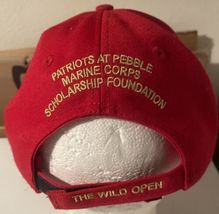 PATRIOTS AT PEBBLE
MARINE CORPS
SCHOLARSHIP FOUNDATION
THE WILD OPEN